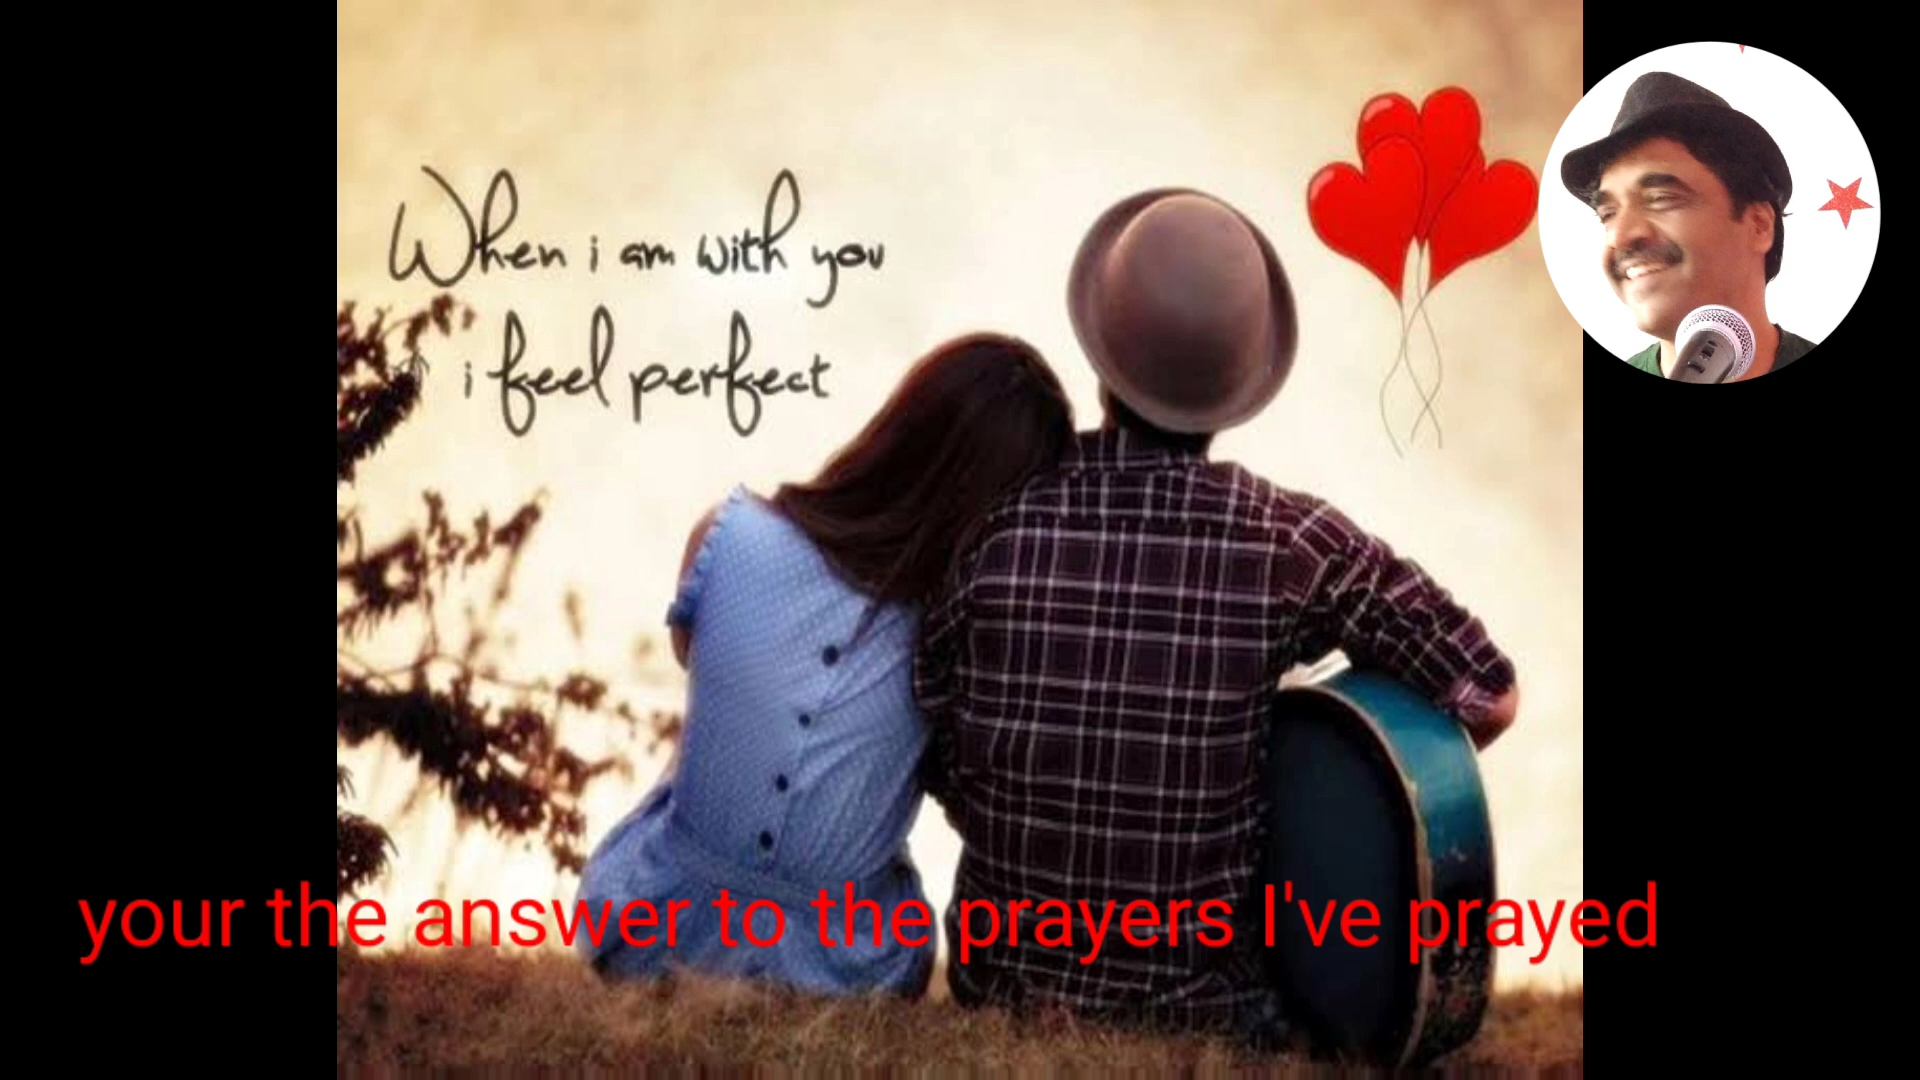 When i am with you
i feel perfect
your the answer to the prayers I've prayed